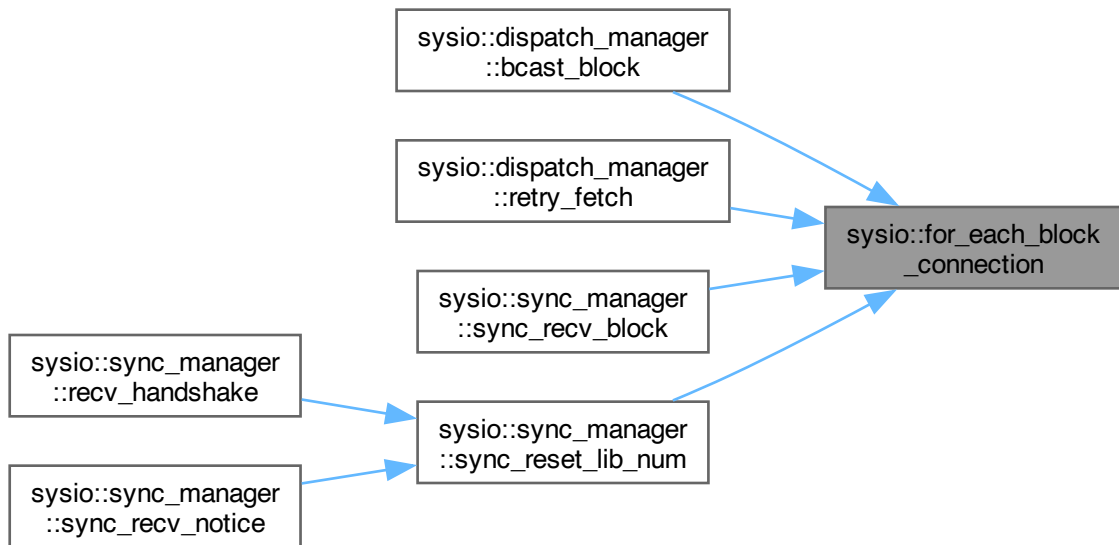 sysio::dispatch_manager
::bcast_block
sysio::dispatch_manager
::retry_fetch
sysio::for_each_block
_connection
sysio::sync_manager
::sync_recv_block
sysio::sync_manager
::recv_handshake
sysio::sync_manager
::sync_reset_lib_num
sysio::sync_manager
::sync_recv_notice